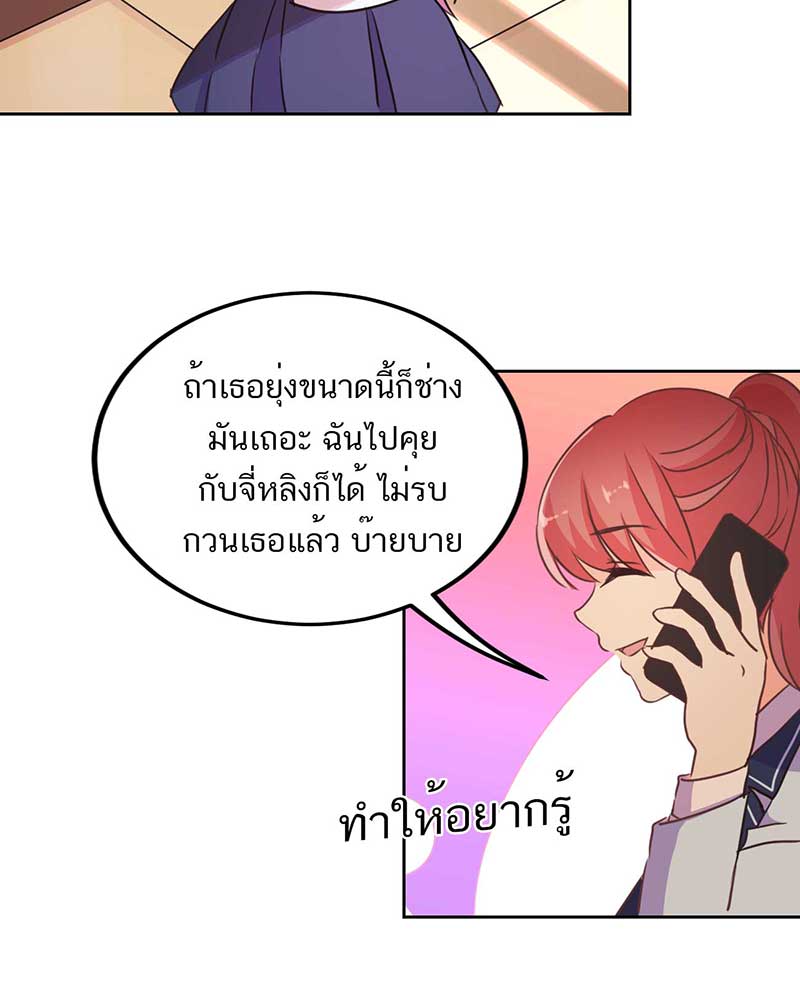 ถ้าเธอยุ่งขนาดนี้ก็ช่าง
มันเถอะ ฉันไปคุย
กับจี่หลิงก็ได้ ไม่รบ
กวนเธอแล้ว บ๊ายบาย
ทำให้อยากรู้